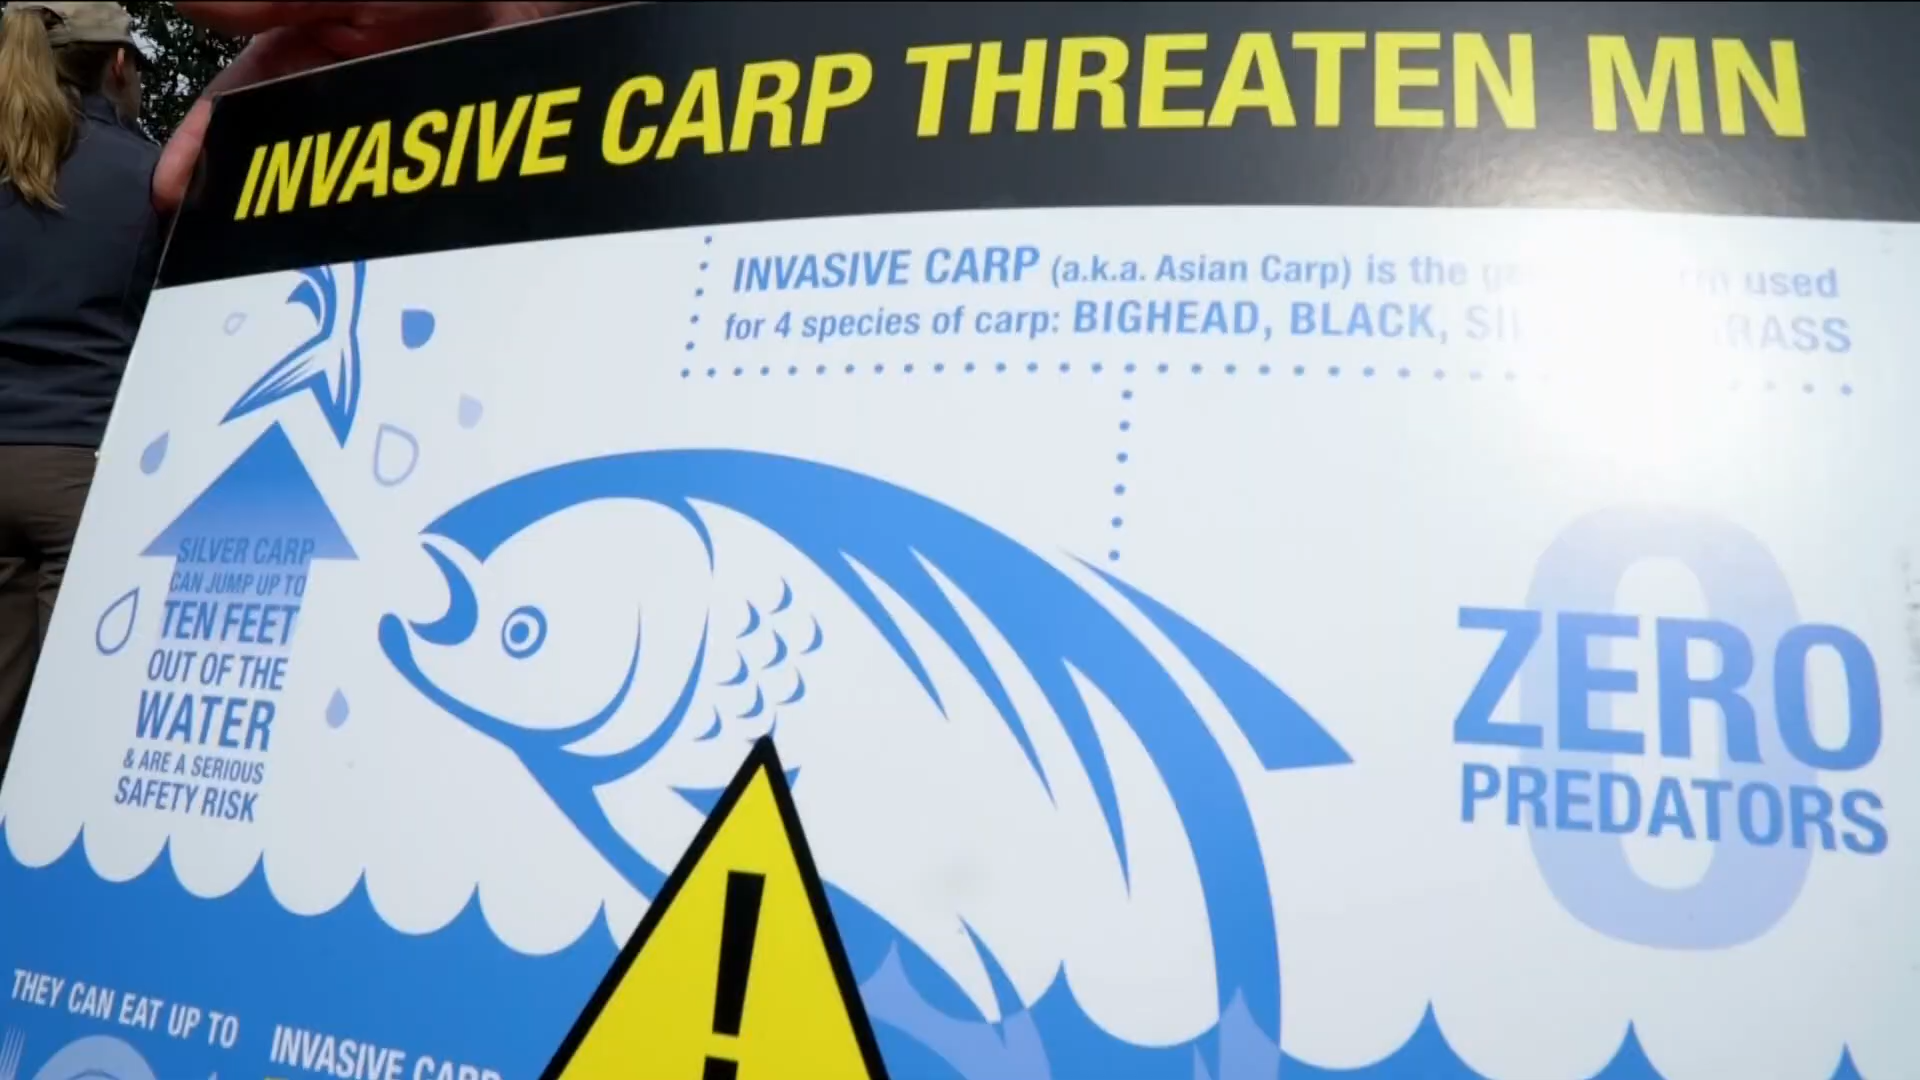 INVASIVE CARP THREATEN MN
INVASIVE CARP (a.k.a. Asian Carp) is the used
for 4 species of carp: BIGHEAD, BLACK,
SILVER CARP
CAN JUMP UP TO
TEN FEET
OUT OF THE
WATER
& ARE A SERIOUS
SAFETY RISK
0
ZERO
PREDATORS
THEY CAN EAT UP TO
INVASIVE CARP
!